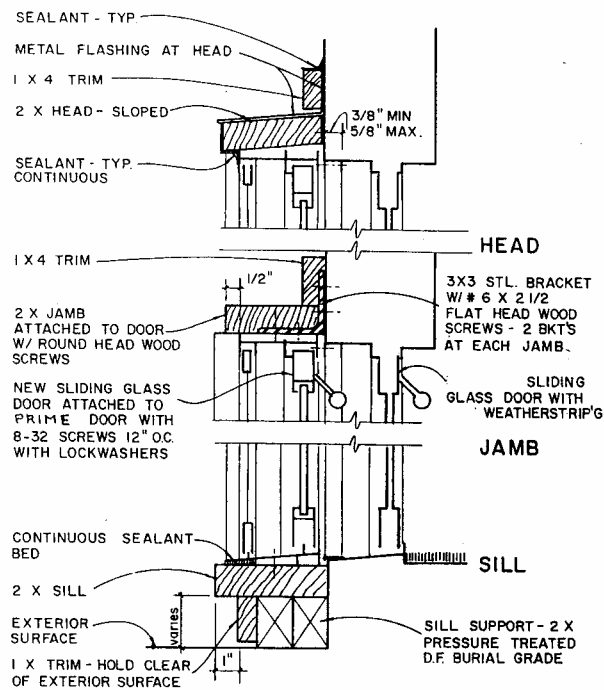 SEALANT - TYP.
METAL FLASHING AT HEAD
1 X 4 TRIM
2 X HEAD - SLOPED
3/8" MIN
5/8" MAX.
SEALANT - TYP.
CONTINUOUS
HEAD
1 X 4 TRIM
1/2"
3X3 STL. BRACKET
W/ # 6 X 2 1/2
FLAT HEAD WOOD
SCREWS - 2 BKT'S
AT EACH JAMB.
2 X JAMB
ATTACHED TO DOOR
W/ ROUND HEAD WOOD
SCREWS
NEW SLIDING GLASS
DOOR ATTACHED TO
PRIME DOOR WITH
8-32 SCREWS 12" O.C.
WITH LOCKWASHERS
SLIDING
GLASS DOOR WITH
WEATHERSTRIP'G
JAMB
CONTINUOUS SEALANT
BED
SILL
2 X SILL
EXTERIOR
SURFACE
varies
1 X TRIM - HOLD CLEAR
OF EXTERIOR SURFACE
1"
SILL SUPPORT - 2 X
PRESSURE TREATED
D.F. BURIAL GRADE